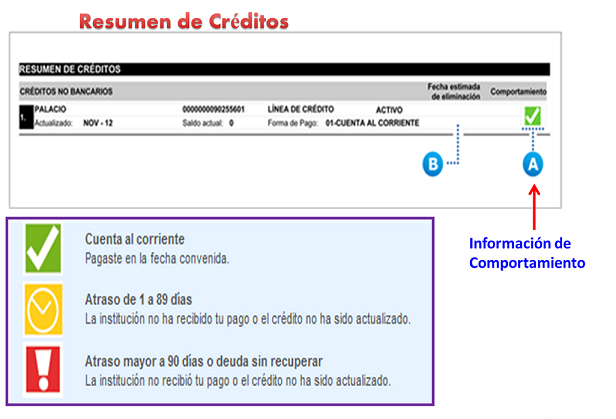 Resumen de Créditos
RESUMEN DE CRÉDITOS
CRÉDITOS NO BANCARIOS
Fecha estimada
de eliminación
Comportamiento
1.
PALACIO 0000000090255601 LÍNEA DE CRÉDITO ACTIVO
Actualizado: NOV - 12 Saldo actual: 0 Forma de Pago: 01-CUENTA AL CORRIENTE
B A
Información de
Comportamiento
Cuenta al corriente
Pagaste en la fecha convenida.
Atraso de 1 a 89 días
La institución no ha recibido tu pago o el crédito no ha sido actualizado.
Atraso mayor a 90 días o deuda sin recuperar
La institución no recibió tu pago o el crédito no ha sido actualizado.